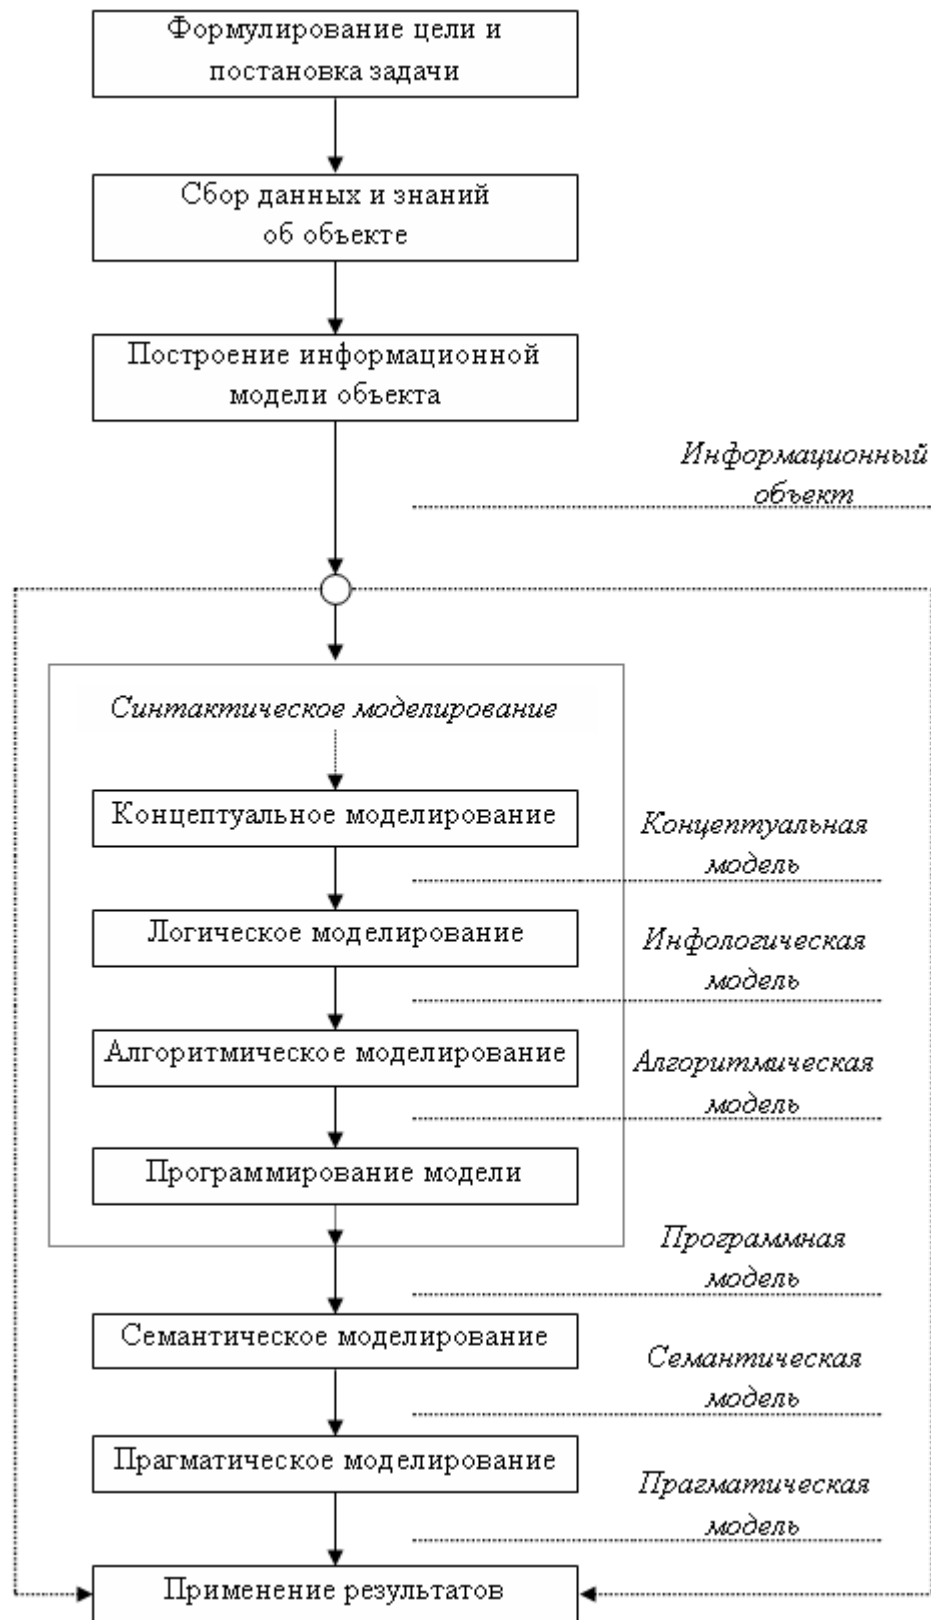 Формулирование цели и
постановка задачи
Сбор данных и знаний
об объекте
Построение информационной
модели объекта
Информационный
объект
Синтактическое моделирование
Концептуальное моделирование
Концептуальная
модель
Логическое моделирование
Инфологическая
модель
Алгоритмическое моделирование
Алгоритмическая
модель
Программирование модели
Программная
модель
Семантическое моделирование
Семантическая
модель
Прагматическое моделирование
Прагматическая
модель
Применение результатов